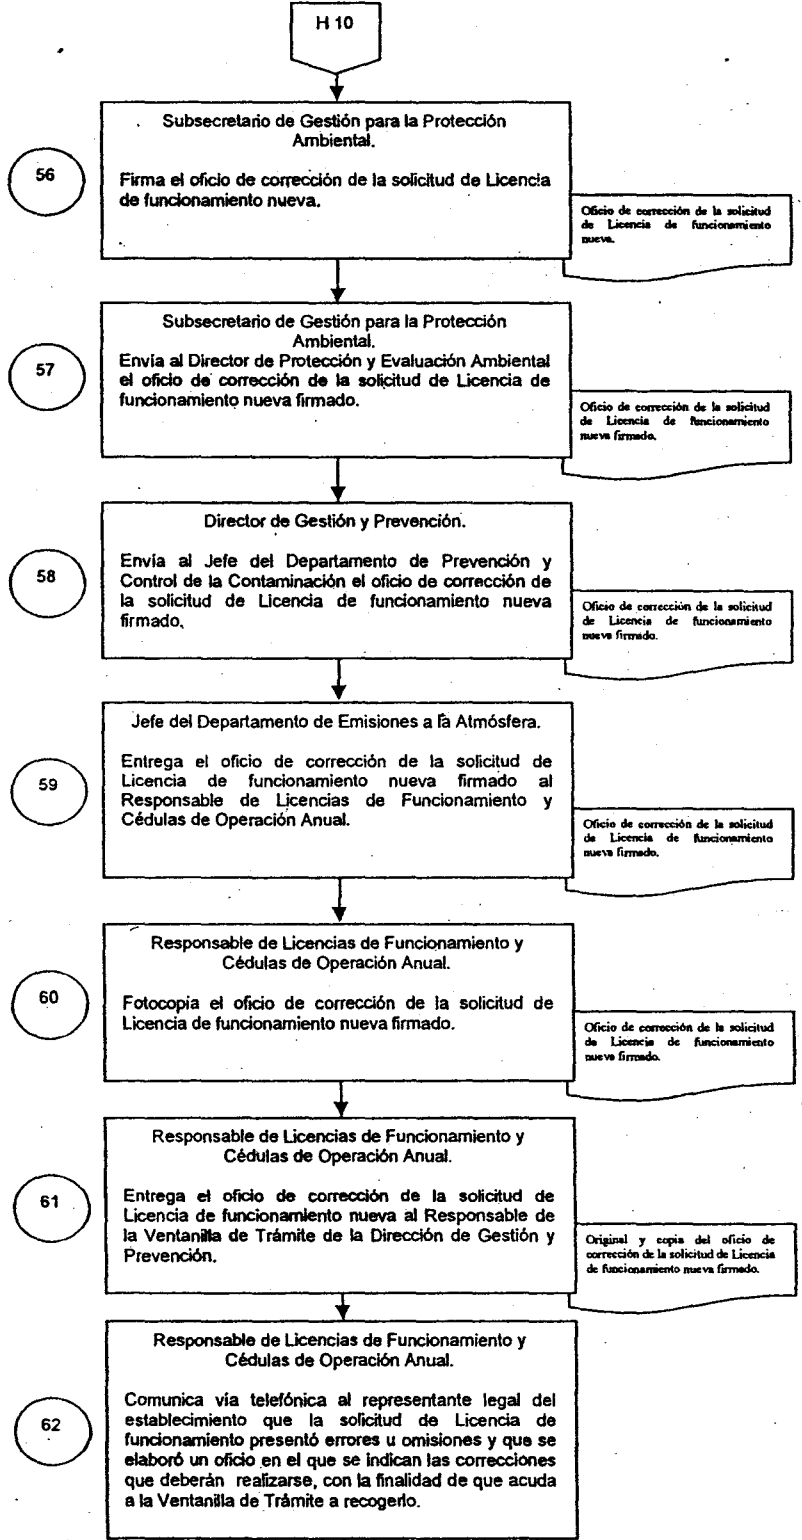 H 10
56
Subsecretario de Gestión para la Protección
Ambiental.
Firma el oficio de corrección de la solicitud de Licencia
de funcionamiento nueva.
Oficio de corrección de la solicitud
de Licencia de funcionamiento
nueva.
57
Subsecretario de Gestión para la Protección
Ambiental.
Envía al Director de Protección y Evaluación Ambiental
el oficio de corrección de la solicitud de Licencia de
funcionamiento nueva firmado.
Oficio de corrección de la solicitud
de Licencia de funcionamiento
nueva firmado.
58
Director de Gestión y Prevención.
Envía al Jefe del Departamento de Prevención y
Control de la Contaminación el oficio de corrección de
la solicitud de Licencia de funcionamiento nueva
firmado.
Oficio de corrección de la solicitud
de Licencia de funcionamiento
nueva firmado.
59
Jefe del Departamento de Emisiones a la Atmósfera.
Entrega el oficio de corrección de la solicitud de
Licencia de funcionamiento nueva firmado al
Responsable de Licencias de Funcionamiento y
Cédulas de Operación Anual.
Oficio de corrección de la solicitud
de Licencia de funcionamiento
nueva firmado.
60
Responsable de Licencias de Funcionamiento y
Cédulas de Operación Anual.
Fotocopia el oficio de corrección de la solicitud de
Licencia de funcionamiento nueva firmado.
Oficio de corrección de la solicitud
de Licencia de funcionamiento
nueva firmado.
61
Responsable de Licencias de Funcionamiento y
Cédulas de Operación Anual.
Entrega el oficio de corrección de la solicitud de
Licencia de funcionamiento nueva al Responsable de
la Ventanilla de Trámite de la Dirección de Gestión y
Prevención.
Original y copia del oficio de
corrección de la solicitud de Licencia
de funcionamiento nueva firmado.
62
Responsable de Licencias de Funcionamiento y
Cédulas de Operación Anual.
Comunica vía telefónica al representante legal del
establecimiento que la solicitud de Licencia de
funcionamiento presentó errores u omisiones y que se
elaboró un oficio en el que se indican las correcciones
que deberán realizarse, con la finalidad de que acuda
a la Ventanilla de Trámite a recogerlo.